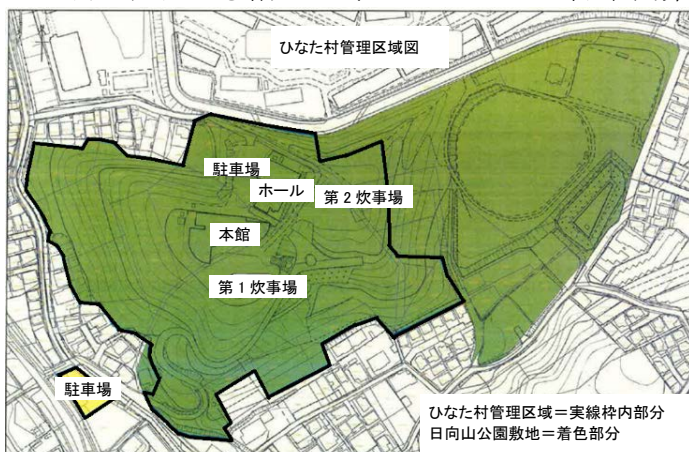 ひなた村管理区域図
駐車場
ホール
第2炊事場
本館
第1炊事場
駐車場
ひなた村管理区域=実線枠内部分
日向山公園敷地=着色部分